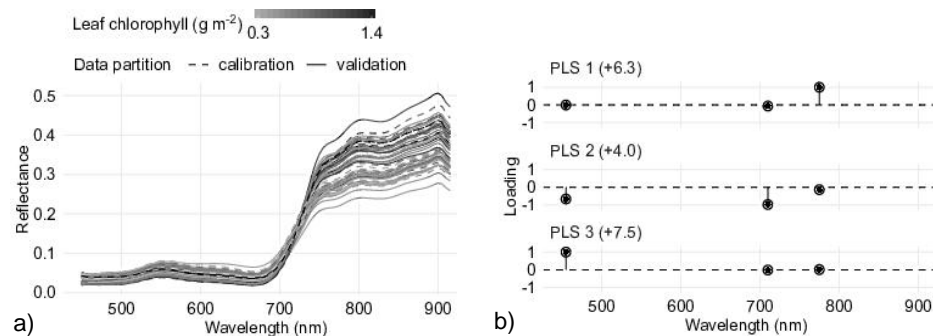 Leaf chlorophyll (g m⁻²)
0.3 1.4
Data partition calibration validation
0.5
0.4
0.3
0.2
0.1
0.0
Reflectance
500 600 700 800 900
Wavelength (nm)
a)
PLS 1 (+6.3)
1
0
-1
PLS 2 (+4.0)
1
0
-1
PLS 3 (+7.5)
1
0
-1
Loading
500 600 700 800 900
Wavelength (nm)
b)